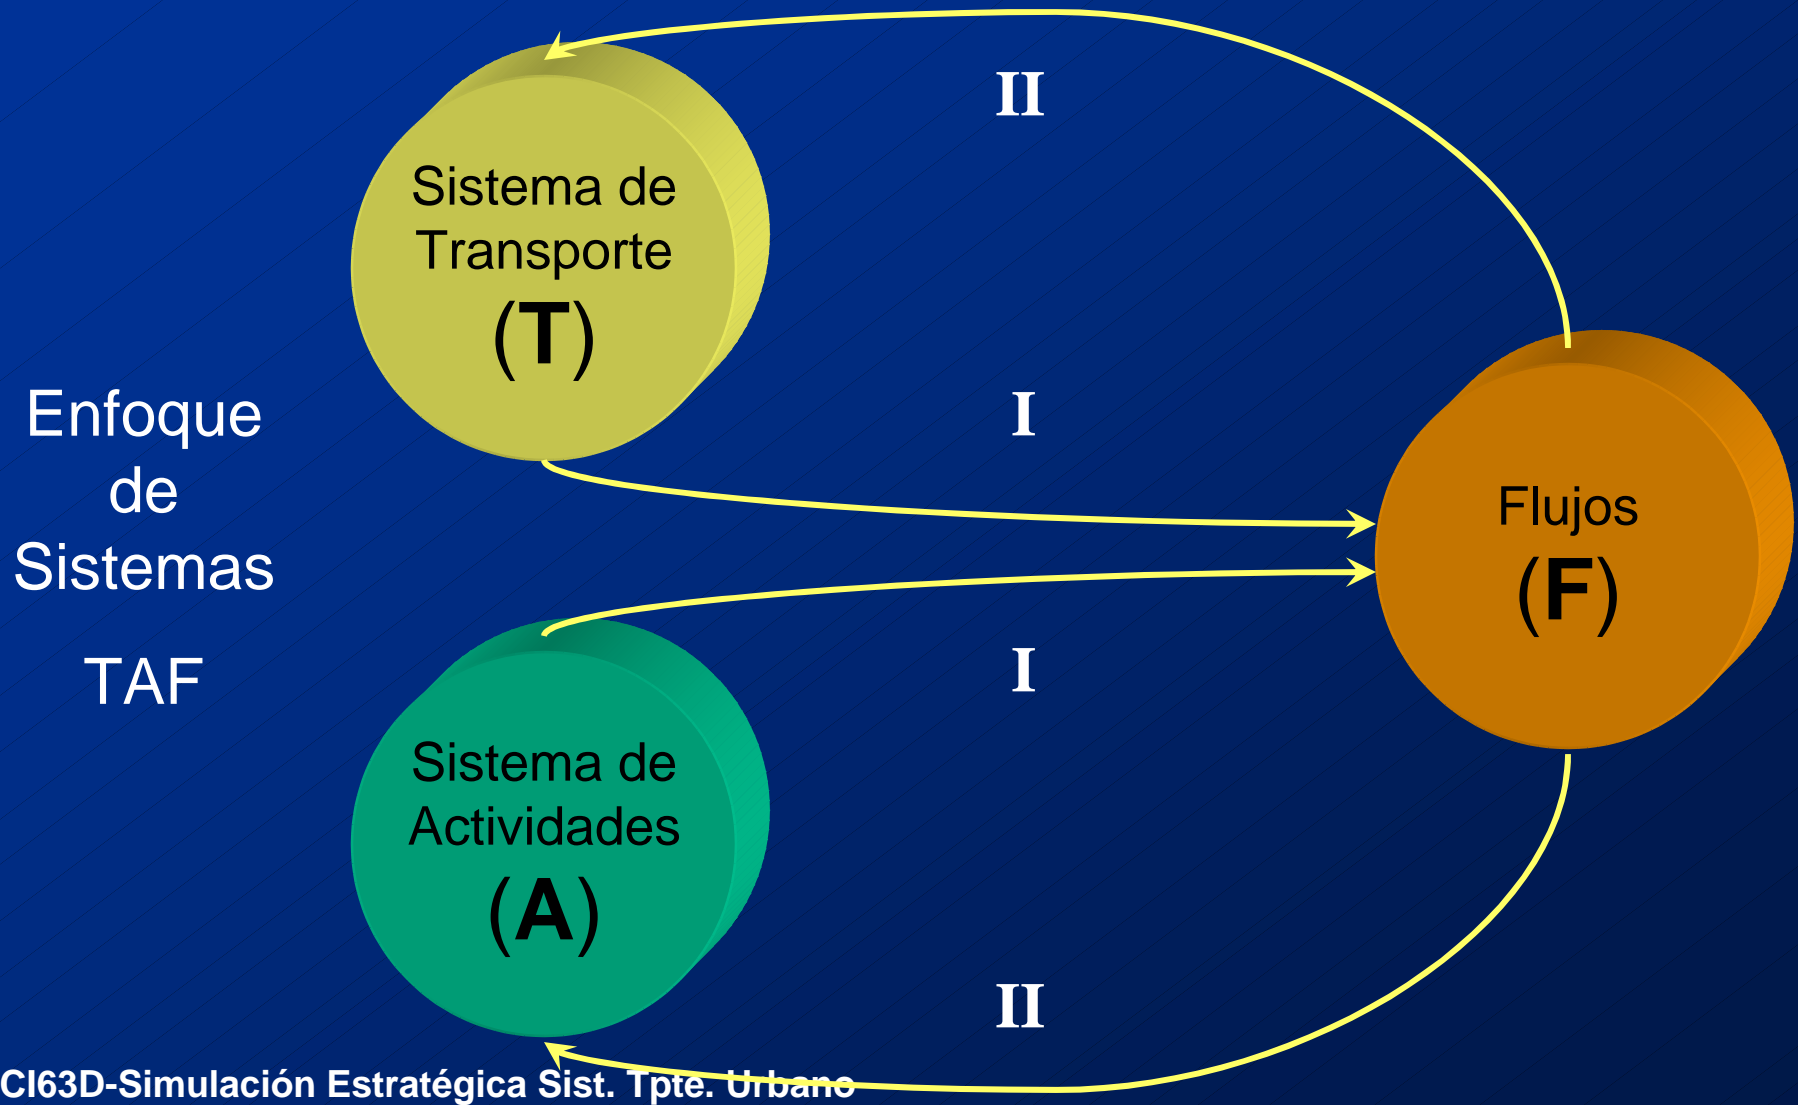 Enfoque
de
Sistemas
TAF
Sistema de
Transporte
(T)
II
I
Flujos
(F)
I
Sistema de
Actividades
(A)
II
CI63D-Simulación Estratégica Sist. Tpte. Urbano